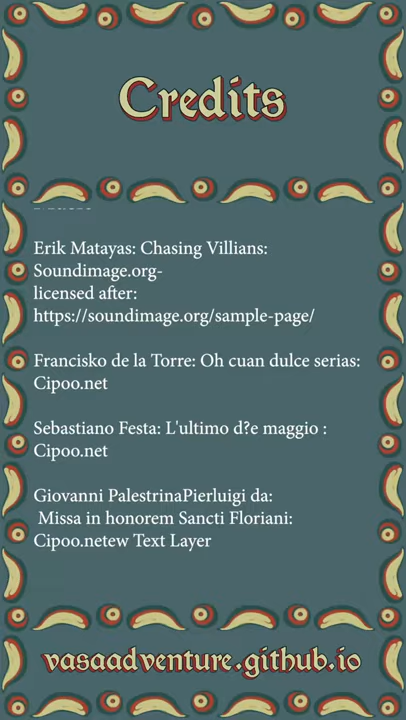 Credits
Erik Matayas: Chasing Villians:
Soundimage.org-
licensed after:
https://soundimage.org/sample-page/
Francisko de la Torre: Oh cuan dulce serias:
Cipoo.net
Sebastiano Festa: L'ultimo d?e maggio :
Cipoo.net
Giovanni PalestrinaPierluigi da:
Missa in honorem Sancti Floriani:
Cipoo.netew Text Layer
vasaadventure.github.io